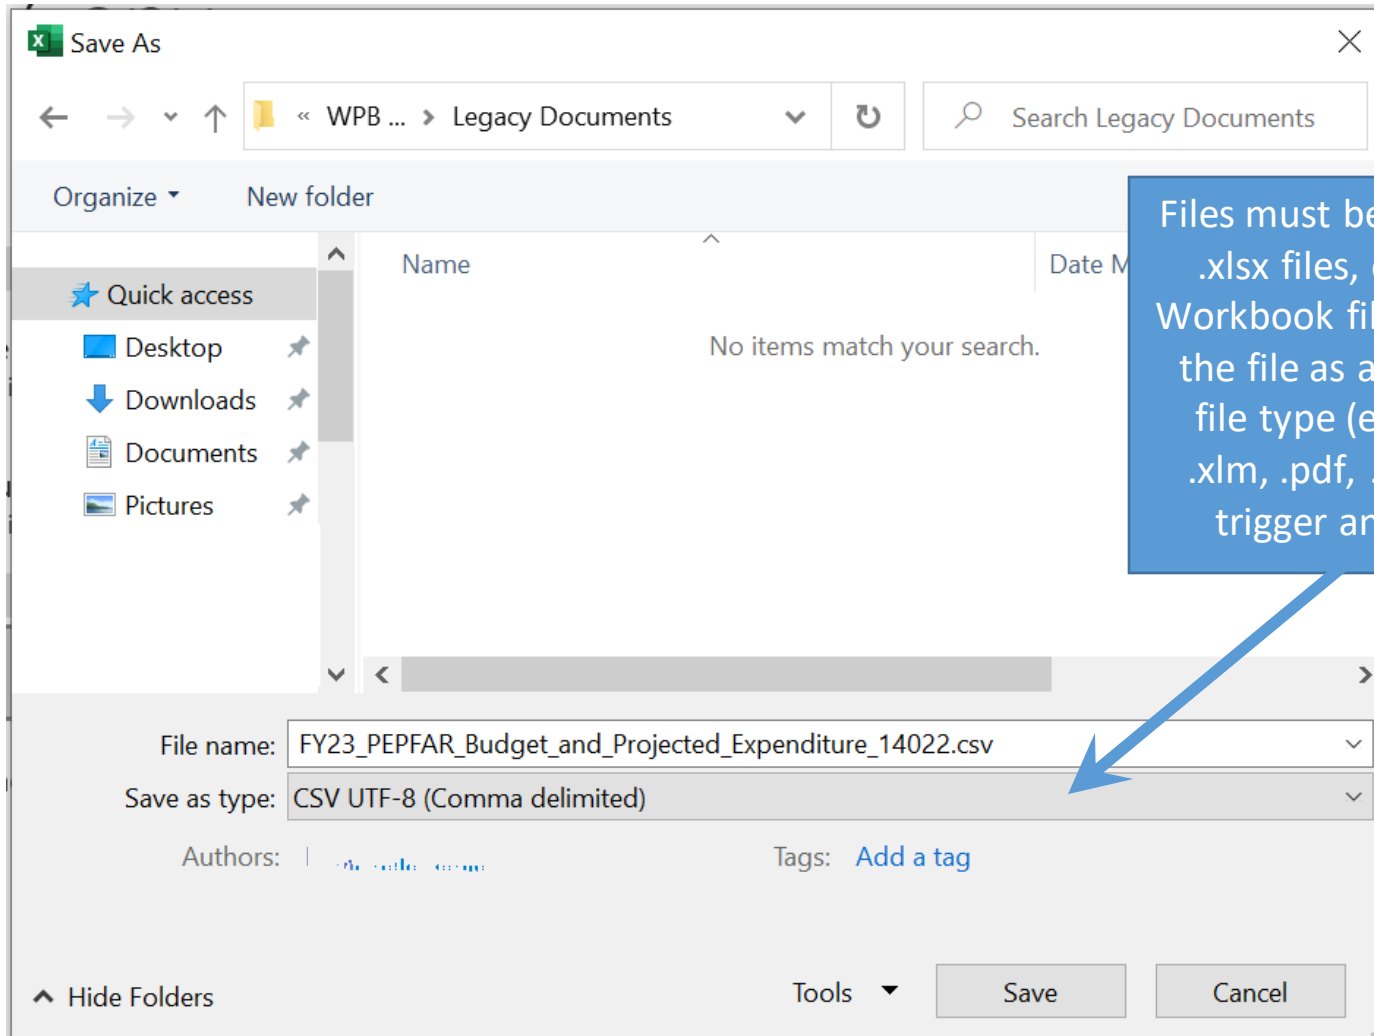 Save As
« WPB ... > Legacy Documents
Search Legacy Documents
Organize
New folder
Files must be
.xlsx files,
Workbook
the file as a
file type
.xlm, .pdf,
trigger
Name
Date
Quick access
No items match your search.
Desktop
Downloads
Documents
Pictures
File name: FY23_PEPFAR_Budget_and_Projected_Expenditure_14022.csv
Save as type: CSV UTF-8 (Comma delimited)
Authors:
Tags: Add a tag
Hide Folders
Tools
Save
Cancel